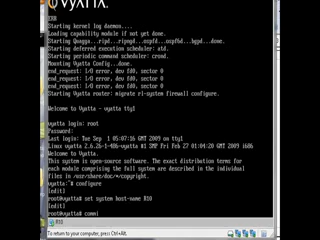 VYATTA.
Starting kernel log daemon....
Loading capability module if not yet done.
Starting Quagga...ripd...ripngd...ospfd...ospf6d...bgpd...done.
Starting deferred execution scheduler: atd.
Starting periodic command scheduler: crond.
Mounting Vyatta Config...done.
end_request: I/O error, dev fd0, sector 0
end_request: I/O error, dev fd0, sector 0
end_request: I/O error, dev fd0, sector 0
Starting Vyatta router: migrate rl-system firewall configure.
Welcome to Vyatta - vyatta tty1
vyatta login: root
Password:
Last login: Tue Sep 1 05:07:16 GMT 2009 on tty1
Linux vyatta 2.6.26-1-486-vyatta #1 SMP Fri Feb 27 01:04:20 GMT 2009 i686
Welcome to Vyatta.
This system is open-source software. The exact distribution terms for
each module comprising the full system are described in the individual
files in /usr/share/doc/*/copyright.
vyatta:~# configure
[edit]
root@vyatta# set system host-name R10
[edit]
root@vyatta# commi
R10
To return to your computer, press Ctrl+Alt.